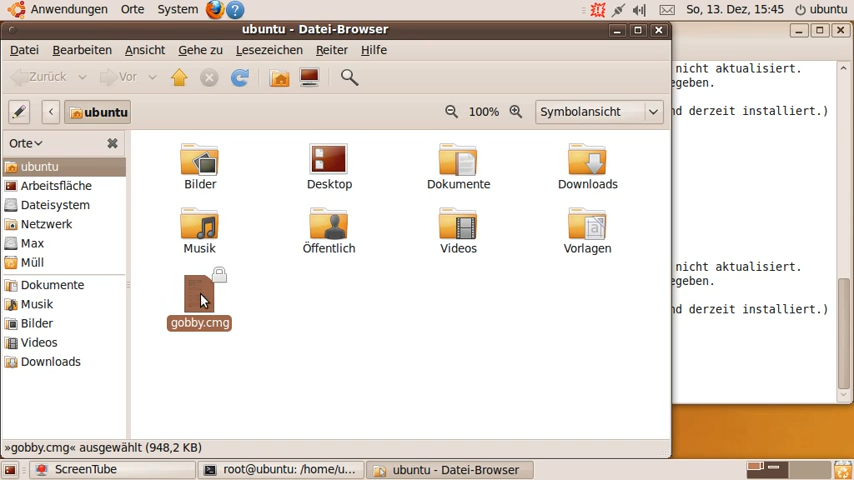 Anwendungen Orte System So, 13. Dez, 15:45 ubuntu
ubuntu - Datei-Browser
Datei Bearbeiten Ansicht Gehe zu Lesezeichen Reiter Hilfe
Zurück Vor
ubuntu 100% Symbolansicht
Orte
ubuntu
Arbeitsfläche
Dateisystem
Netzwerk
Max
Müll
Dokumente
Musik
Bilder
Videos
Downloads
Bilder Desktop Dokumente Downloads
Musik Öffentlich Videos Vorlagen
gobby.cmg
»gobby.cmg« ausgewählt (948,2 KB)
nicht aktualisiert.
egeben.
nd derzeit installiert.)
nicht aktualisiert.
egeben.
nd derzeit installiert.)
ScreenTube root@ubuntu: /home/u... ubuntu - Datei-Browser